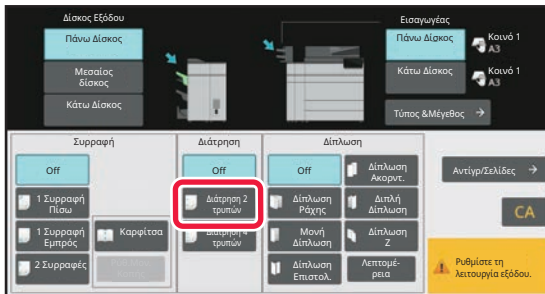 Δίσκος Εξόδου
Πάνω Δίσκος
Μεσαίος
δίσκος
Κάτω Δίσκος
Εισαγωγέας
Πάνω Δίσκος
Κοινό 1
A3
Κάτω Δίσκος
Κοινό 1
A3
Τύπος &Μέγεθος
Συρραφή
Off
1 Συρραφή
Πίσω
1 Συρραφή
Εμπρός
2 Συρραφές
Καρφίτσα
Διάτρηση
Off
Διάτρηση 2
τρυπών
Διάτρηση 4
τρυπών
Δίπλωση
Off
Δίπλωση
Ακορντ.
Δίπλωση
Ράχης
Διπλή
Δίπλωση
Μονή
Δίπλωση
Δίπλωση
Z
Δίπλωση
Επιστολ.
Λεπτομέ-
ρεια
Αντίγρ/Σελίδες
CA
Ρυθμίστε τη
λειτουργία εξόδου.